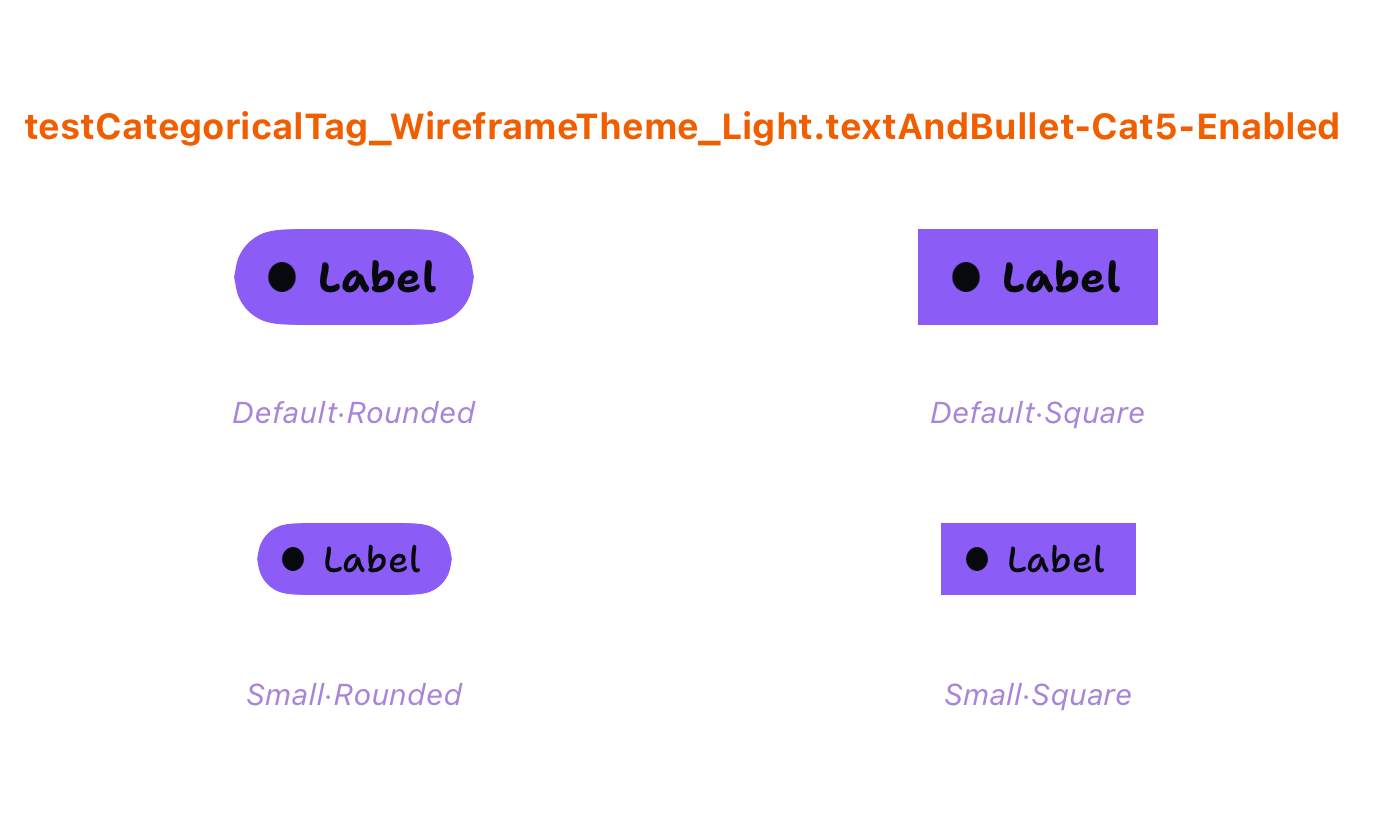 testCategoricalTag_WireframeTheme_Light.textAndBullet-Cat5-Enabled
Label
Label
Default·Rounded
Default·Square
Label
Label
Small·Rounded
Small·Square